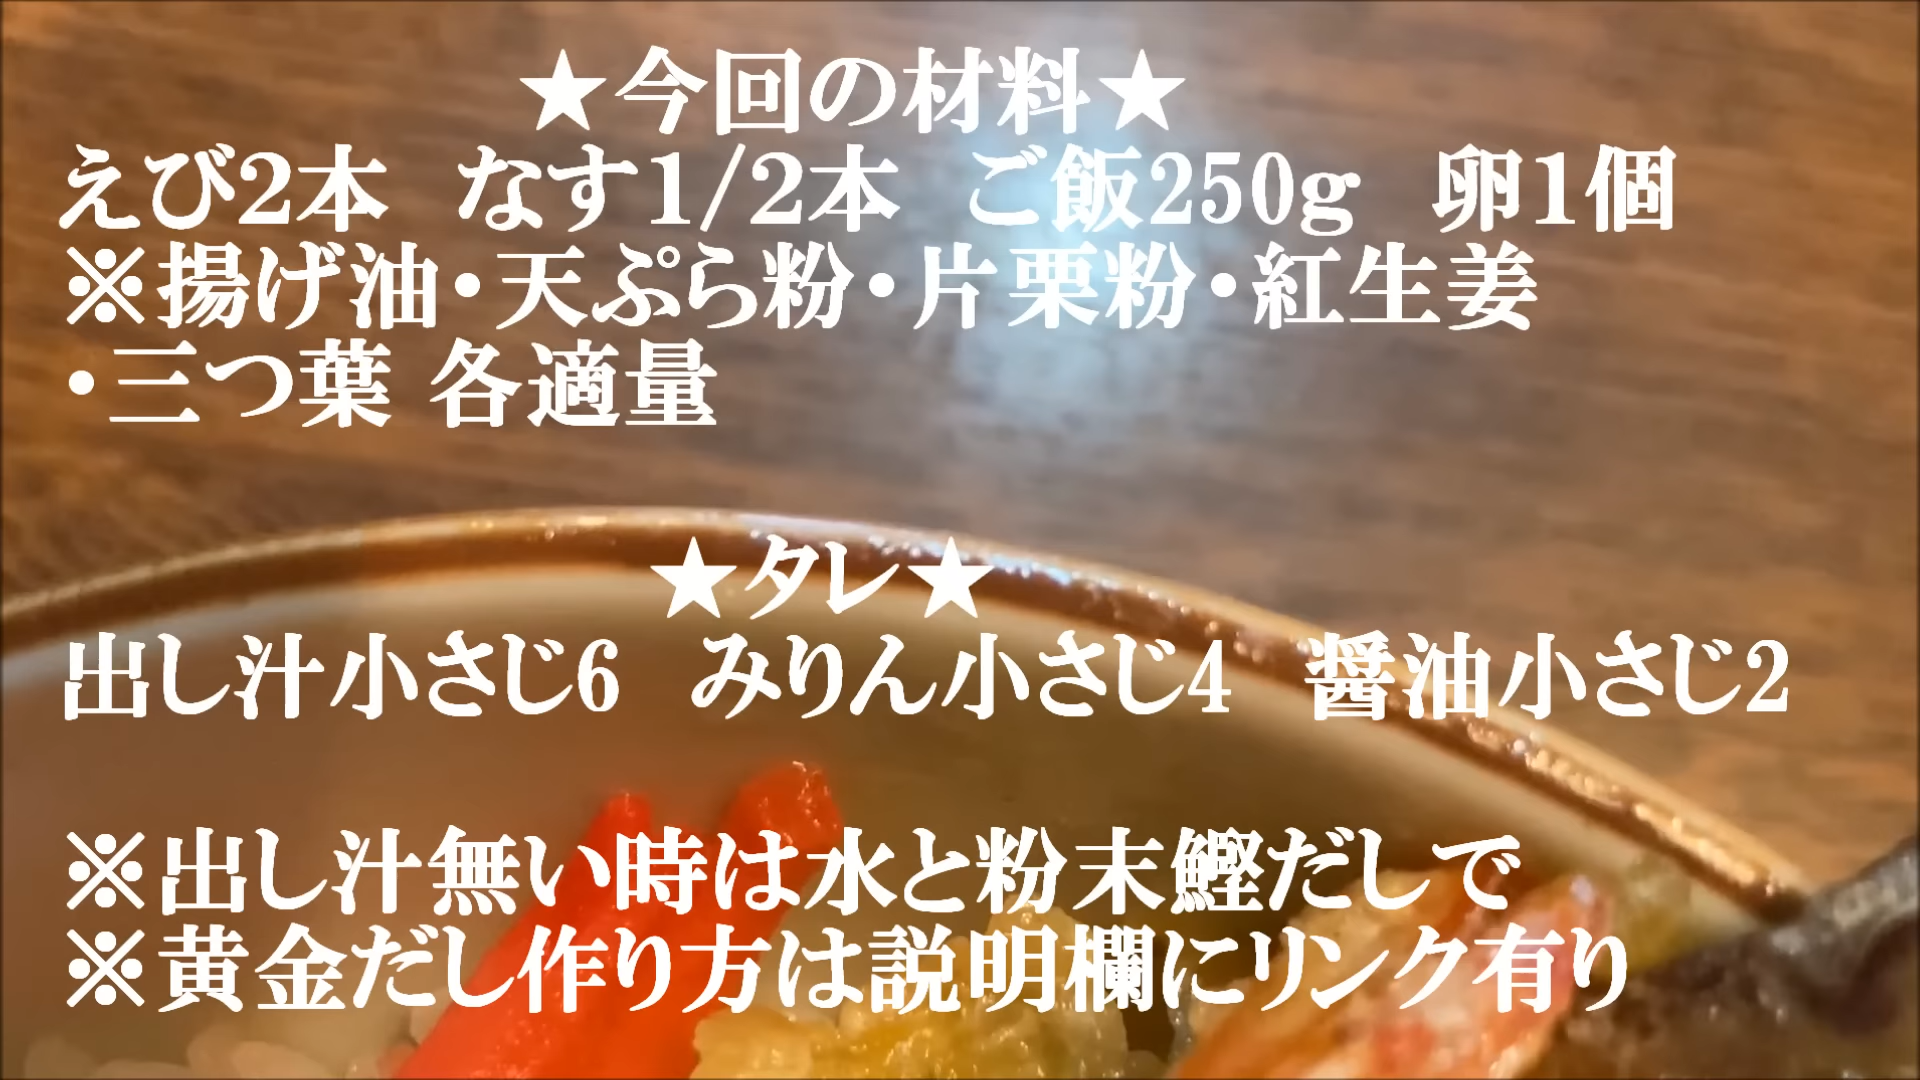 ★今回の材料★
えび2本　なす1/2本　ご飯250g　卵1個
※揚げ油・天ぷら粉・片栗粉・紅生姜
・三つ葉 各適量
★タレ★
出し汁小さじ6　みりん小さじ4　醤油小さじ2
※出し汁無い時は水と粉末鰹だしで
※黄金だし作り方は説明欄にリンク有り